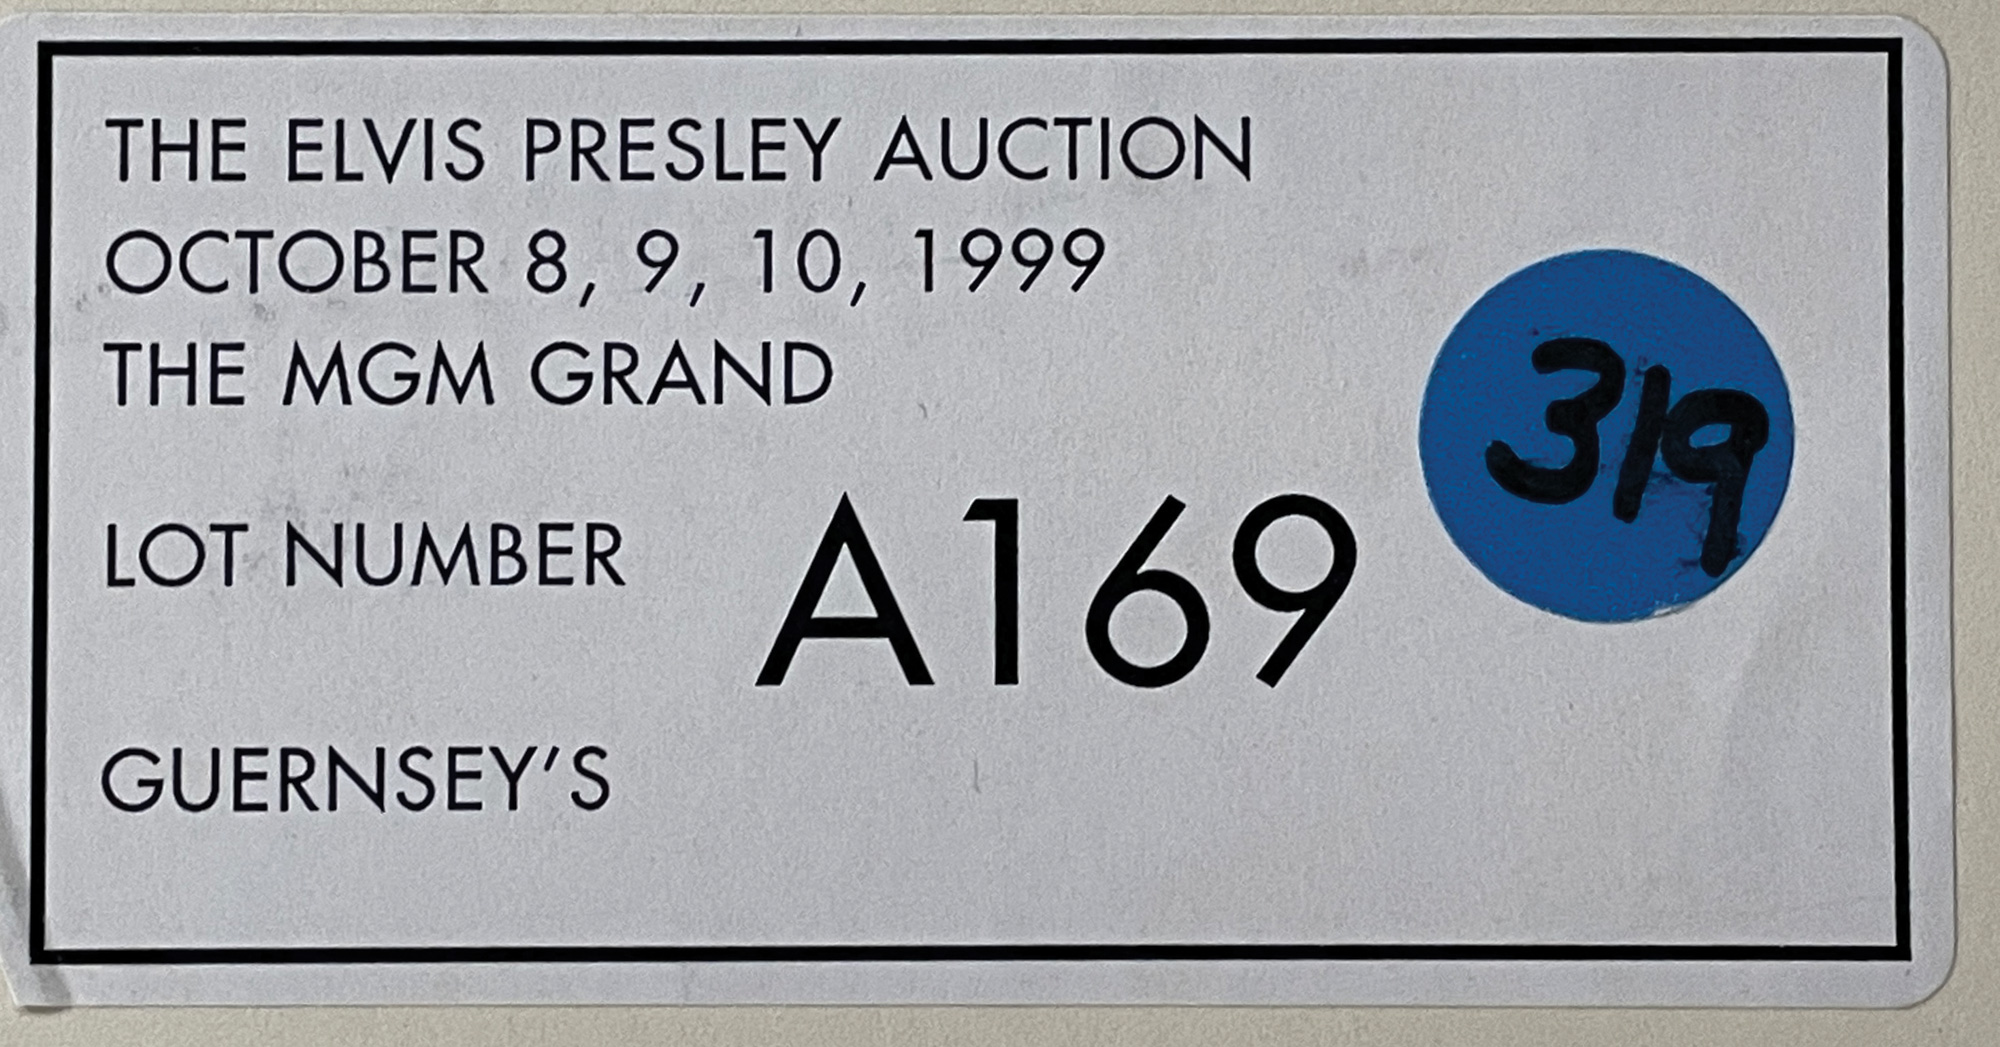 THE ELVIS PRESLEY AUCTION
OCTOBER 8, 9, 10, 1999
THE MGM GRAND
319
LOT NUMBER A169
GUERNSEY'S